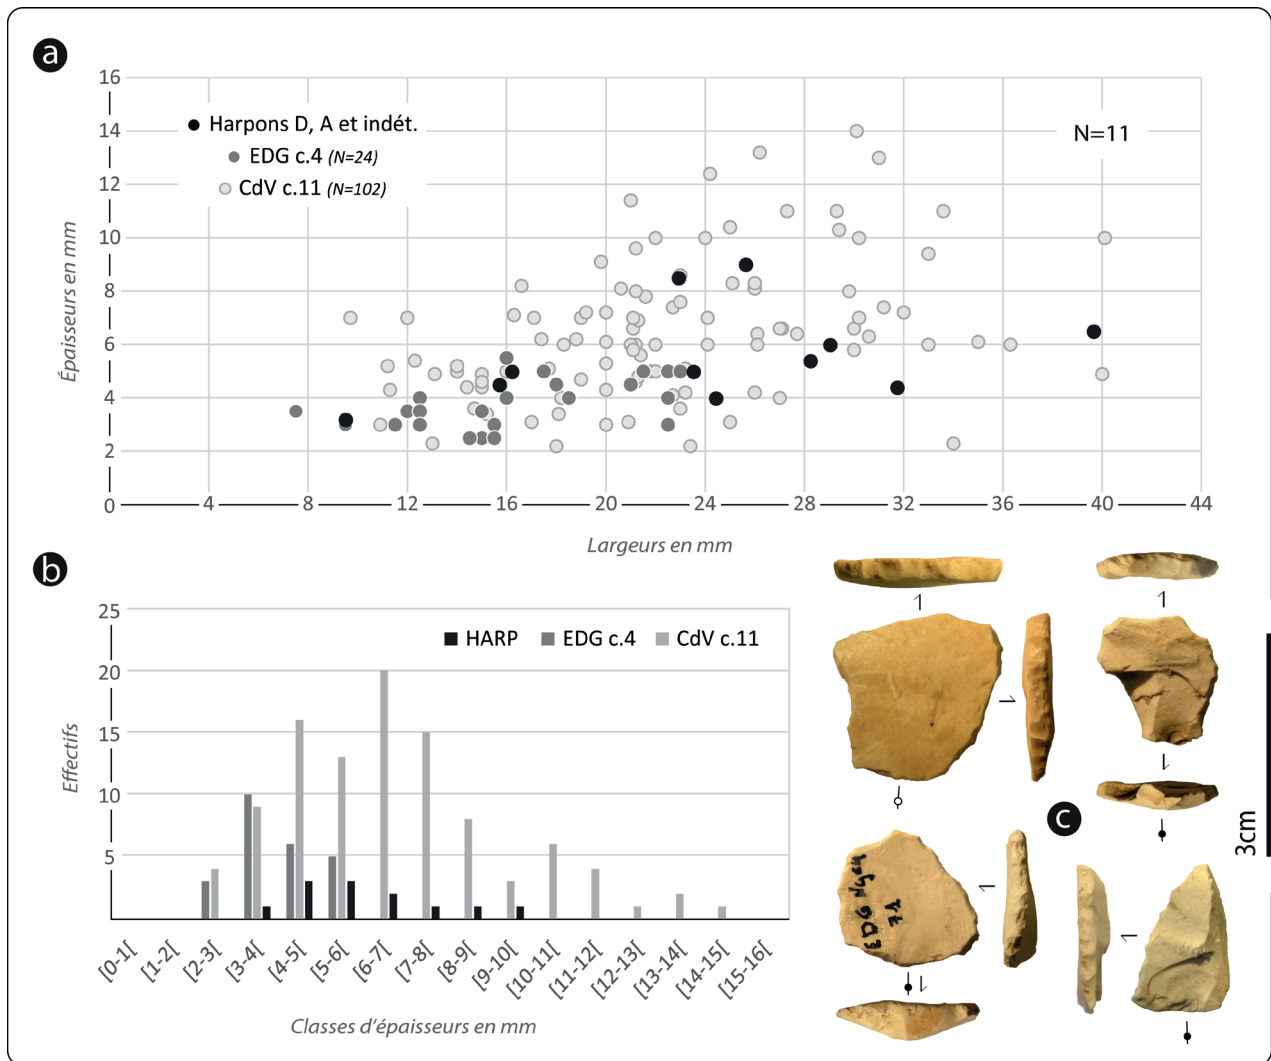 a
16
14
12
10
8
6
4
2
0
Épaisseurs en mm
Harpons D, A et indét.
EDG c.4 (N=24)
CdV c.11 (N=102)
N=11
4 8 12 16 20 24 28 32 36 40 44
Largeurs en mm
b
25
20
15
10
5
Effectifs
HARP EDG c.4 CdV c.11
[0-1[ [1-2[ [2-3[ [3-4[ [4-5[ [5-6[ [6-7[ [7-8[ [8-9[ [9-10[ [10-11[ [11-12[ [12-13[ [13-14[ [14-15[ [15-16[
Classes d'épaisseurs en mm
c
3cm
EDG